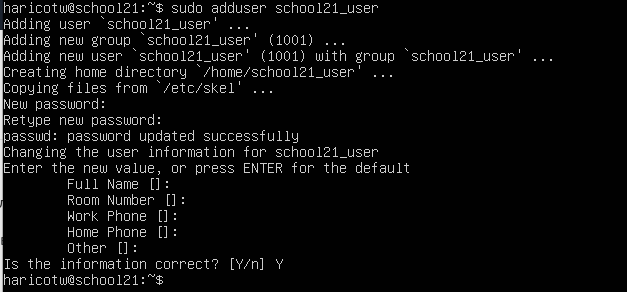 haricotw@school21:~$ sudo adduser school21_user
Adding user `school21_user' ...
Adding new group `school21_user' (1001) ...
Adding new user `school21_user' (1001) with group `school21_user' ...
Creating home directory `/home/school21_user' ...
Copying files from `/etc/skel' ...
New password:
Retype new password:
passwd: password updated successfully
Changing the user information for school21_user
Enter the new value, or press ENTER for the default
Full Name []:
Room Number []:
Work Phone []:
Home Phone []:
Other []:
Is the information correct? [Y/n] Y
haricotw@school21:~$